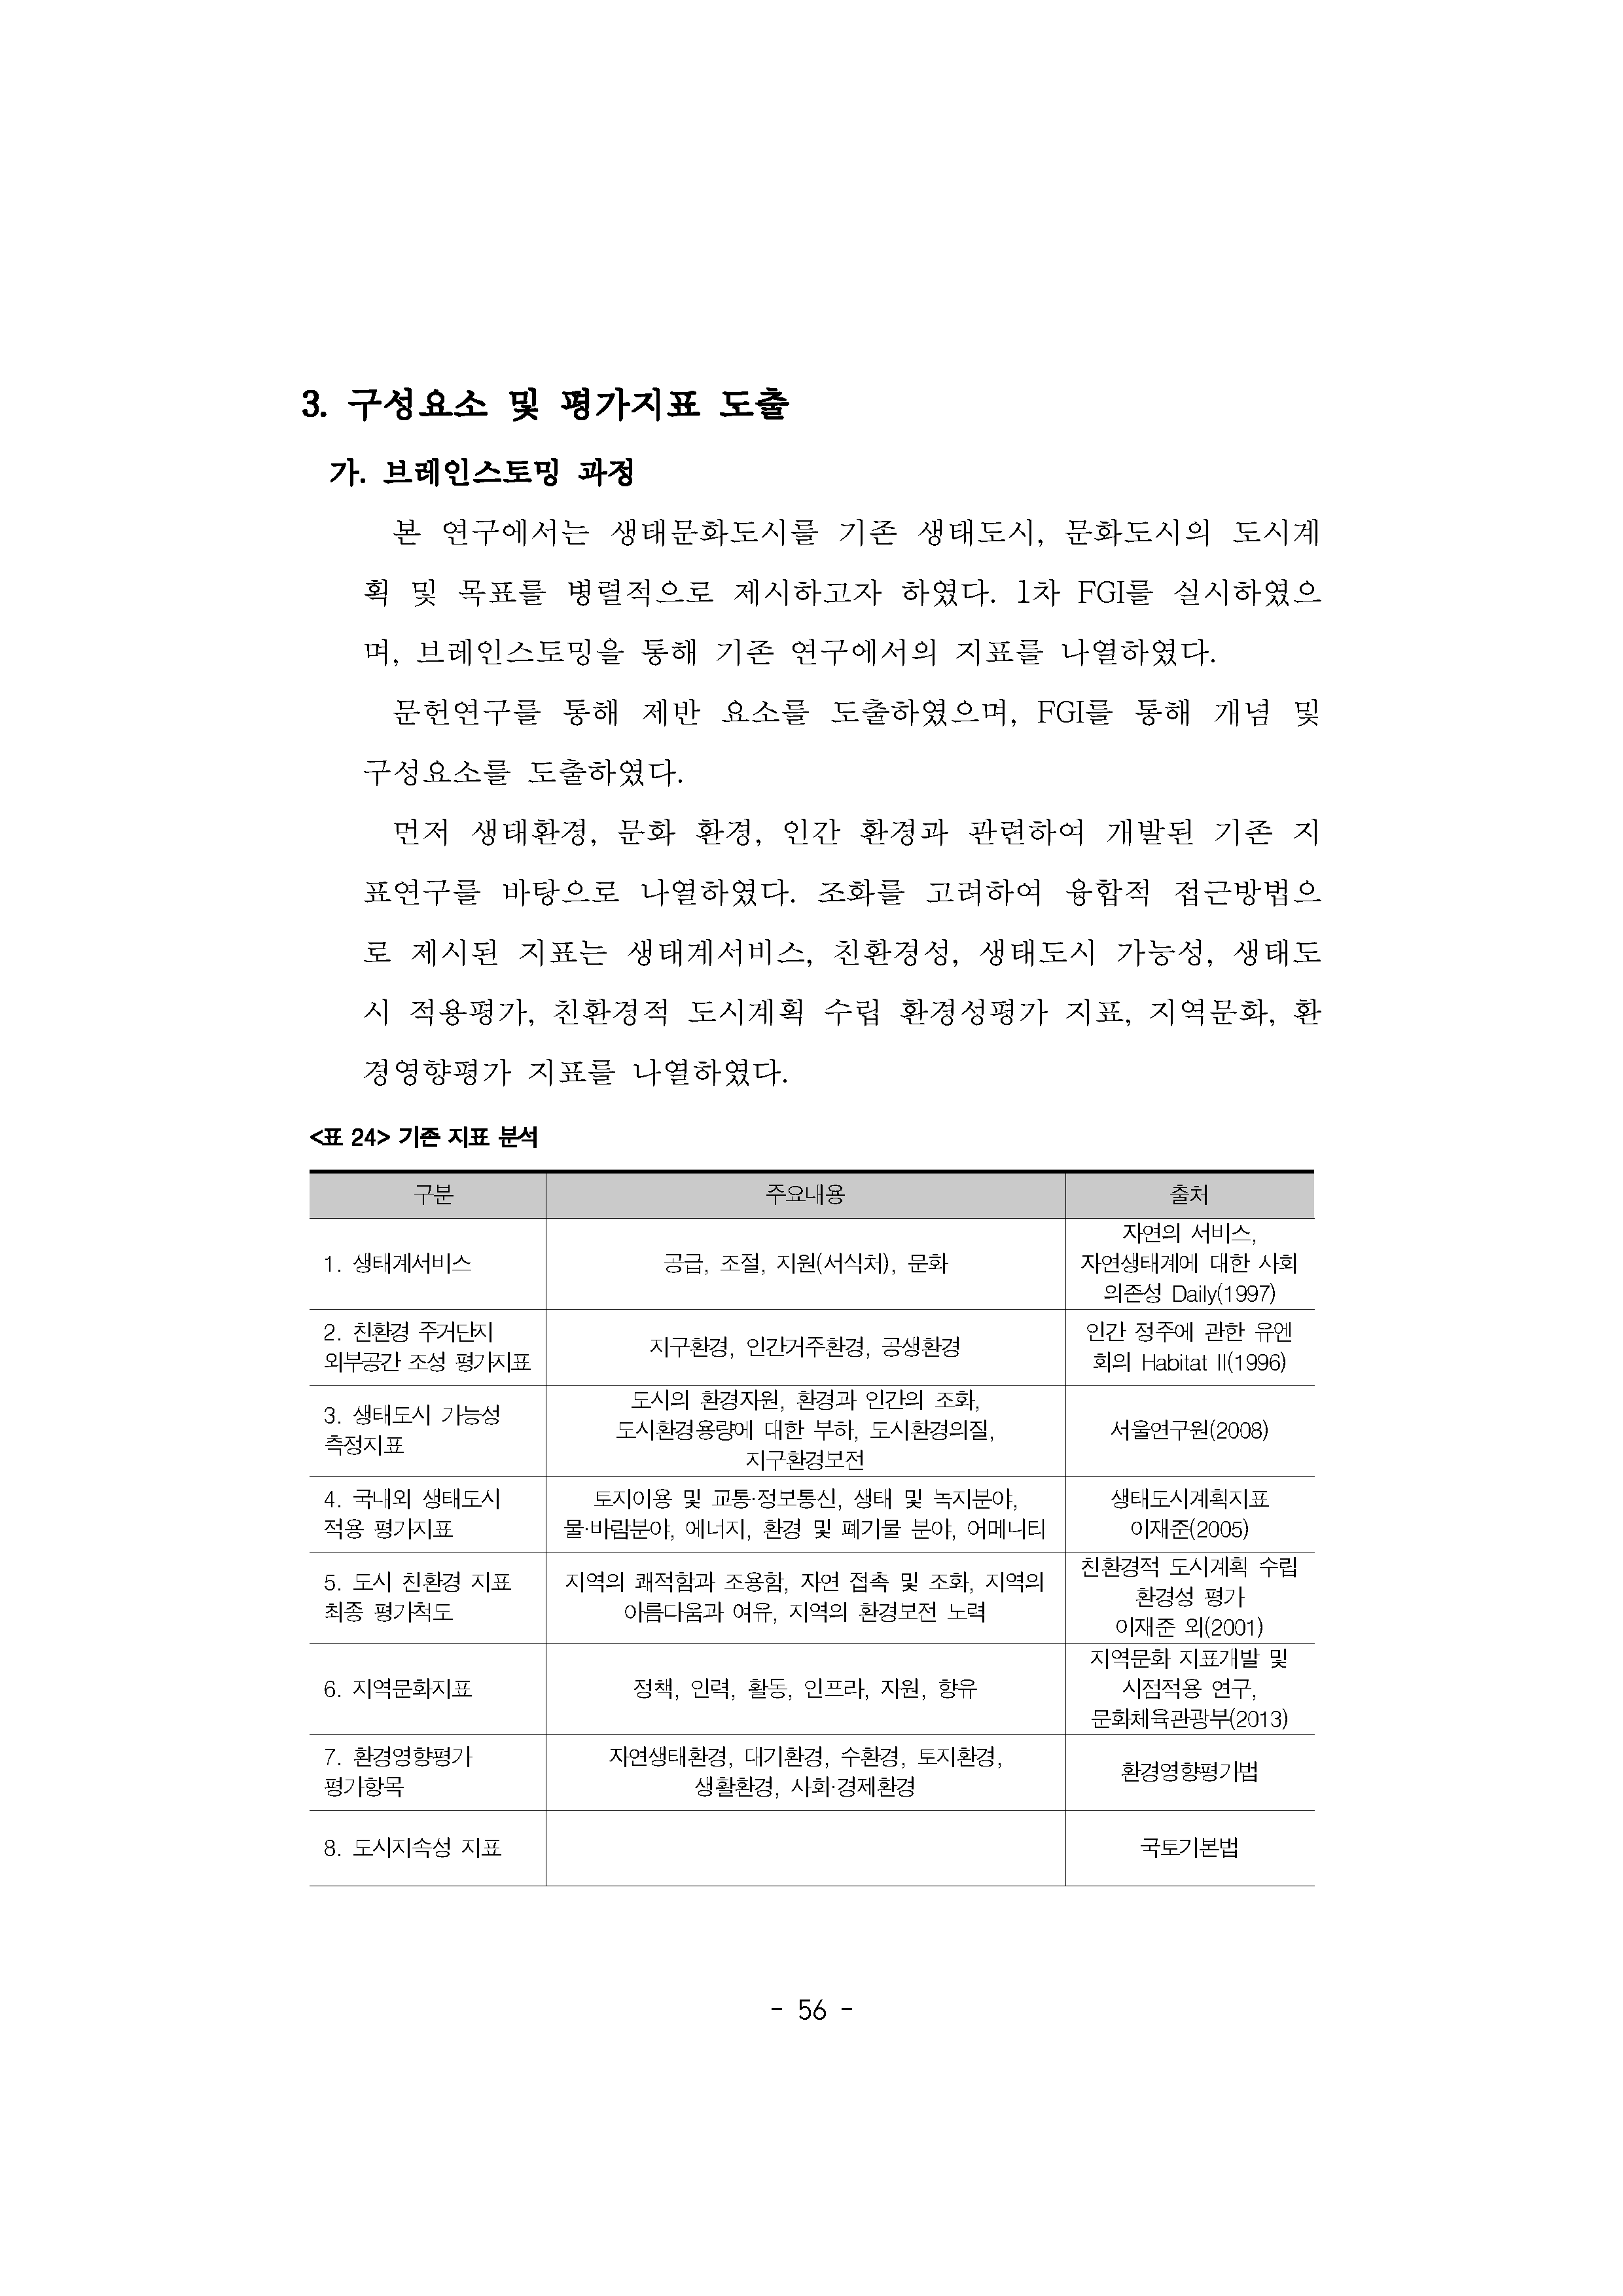 3. 구성요소 및 평가지표 도출
가. 브레인스토밍 과정
본 연구에서는 생태문화도시를 기존 생태도시, 문화도시의 도시계
획 및 목표를 병렬적으로 제시하고자 하였다. 1차 FGI를 실시하였으
며, 브레인스토밍을 통해 기존 연구에서의 지표를 나열하였다.
문헌연구를 통해 제반 요소를 도출하였으며, FGI를 통해 개념 및
구성요소를 도출하였다.
먼저 생태환경, 문화 환경, 인간 환경과 관련하여 개발된 기존 지
표연구를 바탕으로 나열하였다. 조화를 고려하여 융합적 접근방법으
로 제시된 지표는 생태계서비스, 친환경성, 생태도시 가능성, 생태도
시 적용평가, 친환경적 도시계획 수립 환경성평가 지표, 지역문화, 환
경영향평가 지표를 나열하였다.
<표 24> 기존 지표 분석
구분 주요내용 출처
1. 생태계서비스
공급, 조절, 지원(서식처), 문화
자연의 서비스,
자연생태계에 대한 사회
의존성 Daily(1997)
2. 친환경 주거단지
외부공간 조성 평가지표
지구환경, 인간거주환경, 공생환경
인간 정주에 관한 유엔
회의 Habitat II(1996)
3. 생태도시 가능성
측정지표
도시의 환경자원, 환경과 인간의 조화,
도시환경용량에 대한 부하, 도시환경의질,
지구환경보전
서울연구원(2008)
4. 국내외 생태도시
적용 평가지표
토지이용 및 교통·정보통신, 생태 및 녹지분야,
물·바람분야, 에너지, 환경 및 폐기물 분야, 어메니티
생태도시계획지표
이재준(2005)
5. 도시 친환경 지표
최종 평가척도
지역의 쾌적함과 조용함, 자연 접촉 및 조화, 지역의
아름다움과 여유, 지역의 환경보전 노력
친환경적 도시계획 수립
환경성 평가
이재준 외(2001)
6. 지역문화지표
정책, 인력, 활동, 인프라, 자원, 향유
지역문화 지표개발 및
시점적용 연구,
문화체육관광부(2013)
7. 환경영향평가
평가항목
자연생태환경, 대기환경, 수환경, 토지환경,
생활환경, 사회·경제환경
환경영향평가법
8. 도시지속성 지표
국토기본법
- 56 -